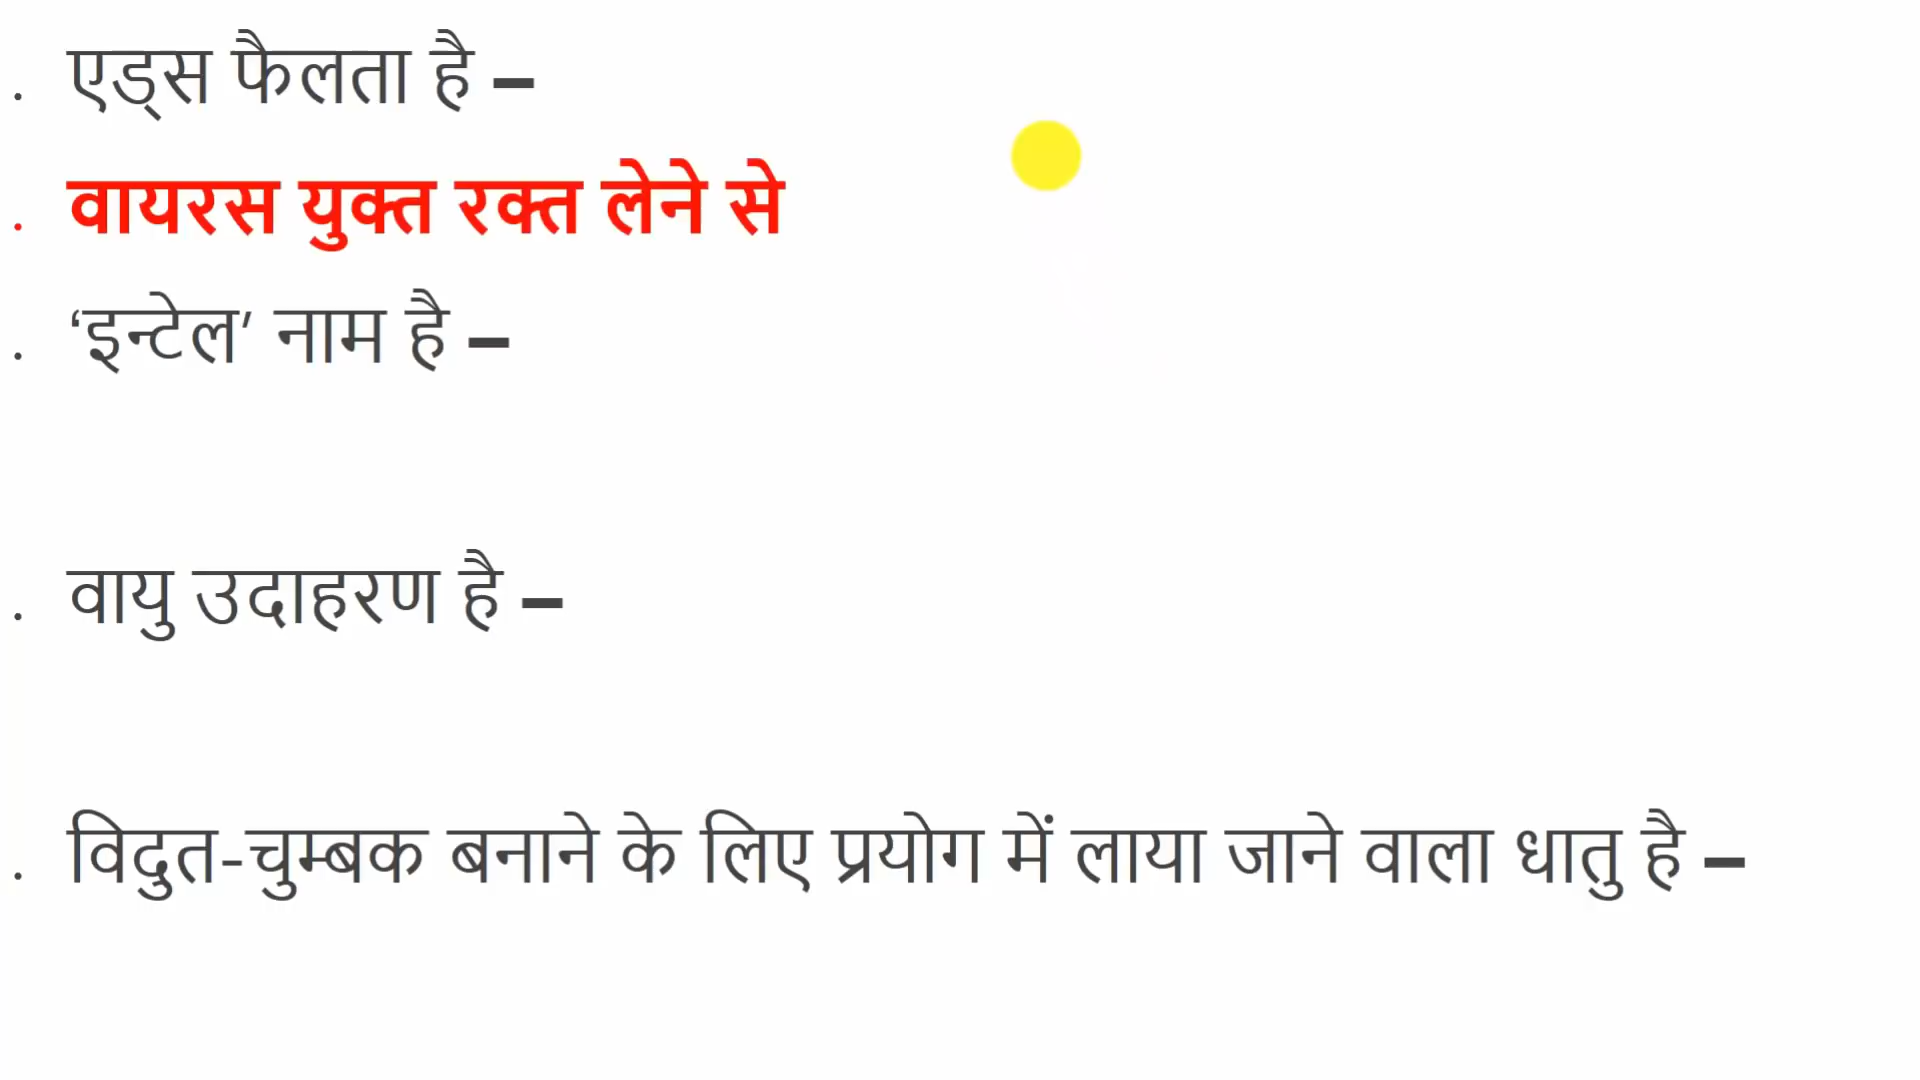 . एड्स फैलता है –
. वायरस युक्त रक्त लेने से
. ‘इन्टेल’ नाम है –
. वायु उदाहरण है –
. विदुत-चुम्बक बनाने के लिए प्रयोग में लाया जाने वाला धातु है –